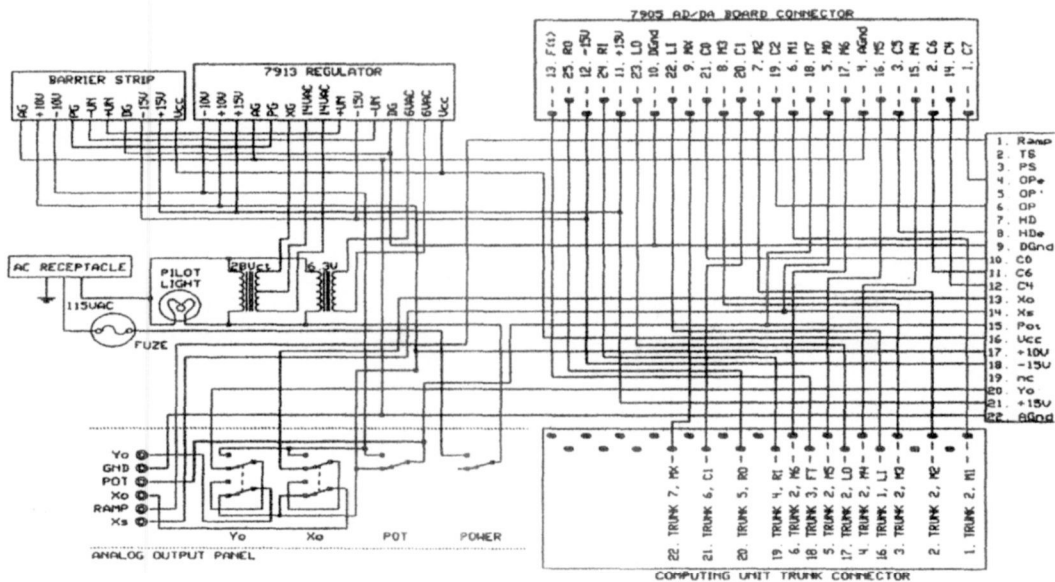 7905 AD/DA BOARD CONNECTOR
13. F(t)
25. R0
12. -15V
24. R1
11. +15V
23. L0
10. DGnd
22. L1
9. MX
21. C0
8. M3
20. C1
7. M2
19. C2
6. M1
18. M7
5. M0
17. M6
4. AGnd
16. M5
3. C5
15. M4
2. C6
14. C4
1. C7
BARRIER STRIP
AG
+10V
-10V
PG
-UM
+UM
DG
-15V
+15V
Vcc
7913 REGULATOR
-10V
+10V
+15V
AG
PG
XG
14VAC
14VAC
+UM
-15V
-UM
DG
6VAC
6VAC
Vcc
1. Ramp
2. TS
3. PS
4. OPe
5 OP'
6 OP
7. HD
8. HDe
9. DGnd
10. C0
11. C6
12. C4
13. Xo
14. Xs
15. Pot
16. Vcc
17. +10V
18. -15V
19. nc
20. Yo
21. +15V
22. AGnd
AC RECEPTACLE
PILOT
LIGHT
28Vct
6.3V
115VAC
FUZE
Yo
GND
POT
Xo
RAMP
Xs
Yo
Xo
POT
POWER
ANALOG OUTPUT PANEL
22. TRUNK 7, MX
21. TRUNK 6, C1
20. TRUNK 5, R0
19. TRUNK 4, R1
6. TRUNK 2, M6
18. TRUNK 3, FT
5. TRUNK 2, M5
17. TRUNK 2, L0
4. TRUNK 2, M4
16. TRUNK 1, L1
3. TRUNK 2, M3
2. TRUNK 2, M2
1. TRUNK 2, M1
COMPUTING UNIT TRUNK CONNECTOR